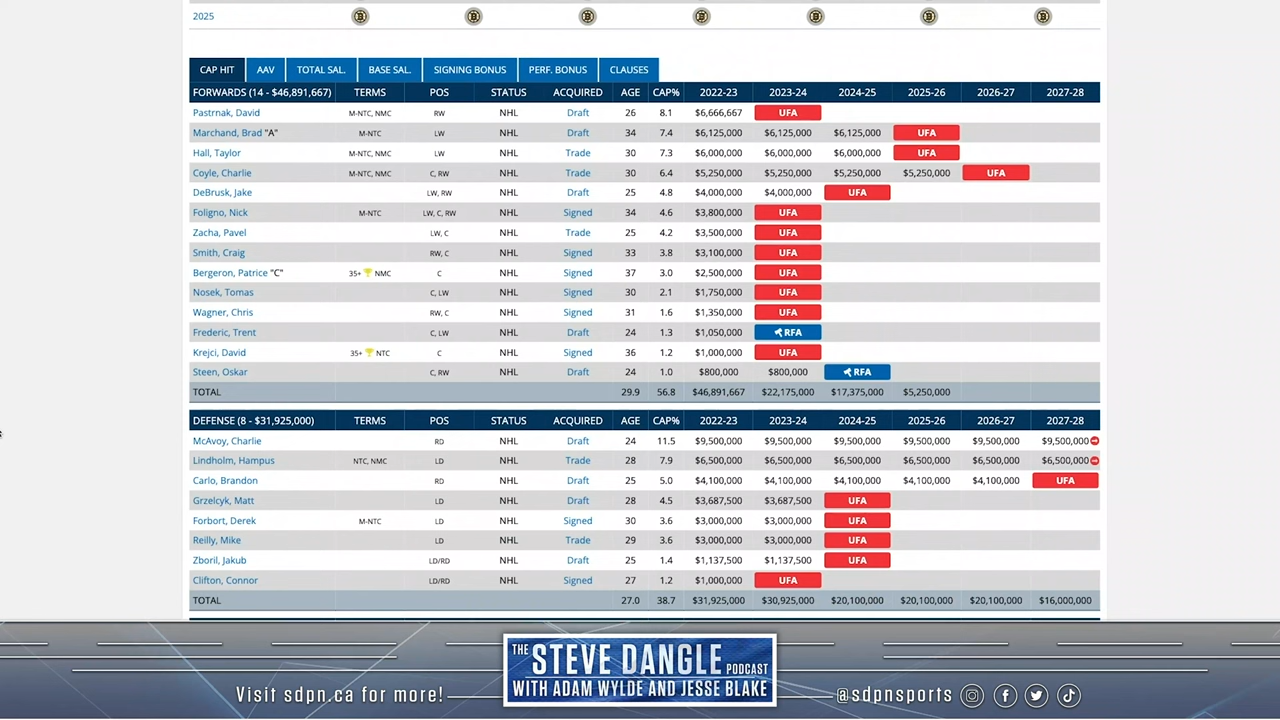 2025
CAP HIT AAV TOTAL SAL. BASE SAL. SIGNING BONUS PERF. BONUS CLAUSES
FORWARDS (14 - $46,891,667) TERMS POS STATUS ACQUIRED AGE CAP% 2022-23 2023-24 2024-25 2025-26 2026-27 2027-28
Pastrnak, David M-NTC, NMC RW NHL Draft 26 8.1 $6,666,667 UFA
Marchand, Brad "A" M-NTC LW NHL Draft 34 7.4 $6,125,000 $6,125,000 $6,125,000 UFA
Hall, Taylor M-NTC, NMC LW NHL Trade 30 7.3 $6,000,000 $6,000,000 $6,000,000 UFA
Coyle, Charlie M-NTC, NMC C, RW NHL Trade 30 6.4 $5,250,000 $5,250,000 $5,250,000 $5,250,000 UFA
DeBrusk, Jake LW, RW NHL Draft 25 4.8 $4,000,000 $4,000,000 UFA
Foligno, Nick M-NTC LW, C, RW NHL Signed 34 4.6 $3,800,000 UFA
Zacha, Pavel LW, C NHL Trade 25 4.2 $3,500,000 UFA
Smith, Craig RW, C NHL Signed 33 3.8 $3,100,000 UFA
Bergeron, Patrice "C" 35+ NMC C NHL Signed 37 3.0 $2,500,000 UFA
Nosek, Tomas C, LW NHL Signed 30 2.1 $1,750,000 UFA
Wagner, Chris RW, C NHL Signed 31 1.6 $1,350,000 UFA
Frederic, Trent C, LW NHL Draft 24 1.3 $1,050,000 RFA
Krejci, David 35+ NTC C NHL Signed 36 1.2 $1,000,000 UFA
Steen, Oskar C, RW NHL Draft 24 1.0 $800,000 $800,000 RFA
TOTAL 29.9 56.8 $46,891,667 $22,175,000 $17,375,000 $5,250,000
DEFENSE (8 - $31,925,000) TERMS POS STATUS ACQUIRED AGE CAP% 2022-23 2023-24 2024-25 2025-26 2026-27 2027-28
McAvoy, Charlie RD NHL Draft 24 11.5 $9,500,000 $9,500,000 $9,500,000 $9,500,000 $9,500,000 $9,500,000
Lindholm, Hampus NTC, NMC LD NHL Trade 28 7.9 $6,500,000 $6,500,000 $6,500,000 $6,500,000 $6,500,000 $6,500,000
Carlo, Brandon RD NHL Draft 25 5.0 $4,100,000 $4,100,000 $4,100,000 $4,100,000 $4,100,000 UFA
Grzelcyk, Matt LD NHL Draft 28 4.5 $3,687,500 $3,687,500 UFA
Forbort, Derek M-NTC LD NHL Signed 30 3.6 $3,000,000 $3,000,000 UFA
Reilly, Mike LD NHL Trade 29 3.6 $3,000,000 $3,000,000 UFA
Zboril, Jakub LD/RD NHL Draft 25 1.4 $1,137,500 $1,137,500 UFA
Clifton, Connor LD/RD NHL Signed 27 1.2 $1,000,000 UFA
TOTAL 27.0 38.7 $31,925,000 $30,925,000 $20,100,000 $20,100,000 $20,100,000 $16,000,000
THE STEVE DANGLE PODCAST
WITH ADAM WYLDE AND JESSE BLAKE
Visit sdpn.ca for more!
@sdpnsports